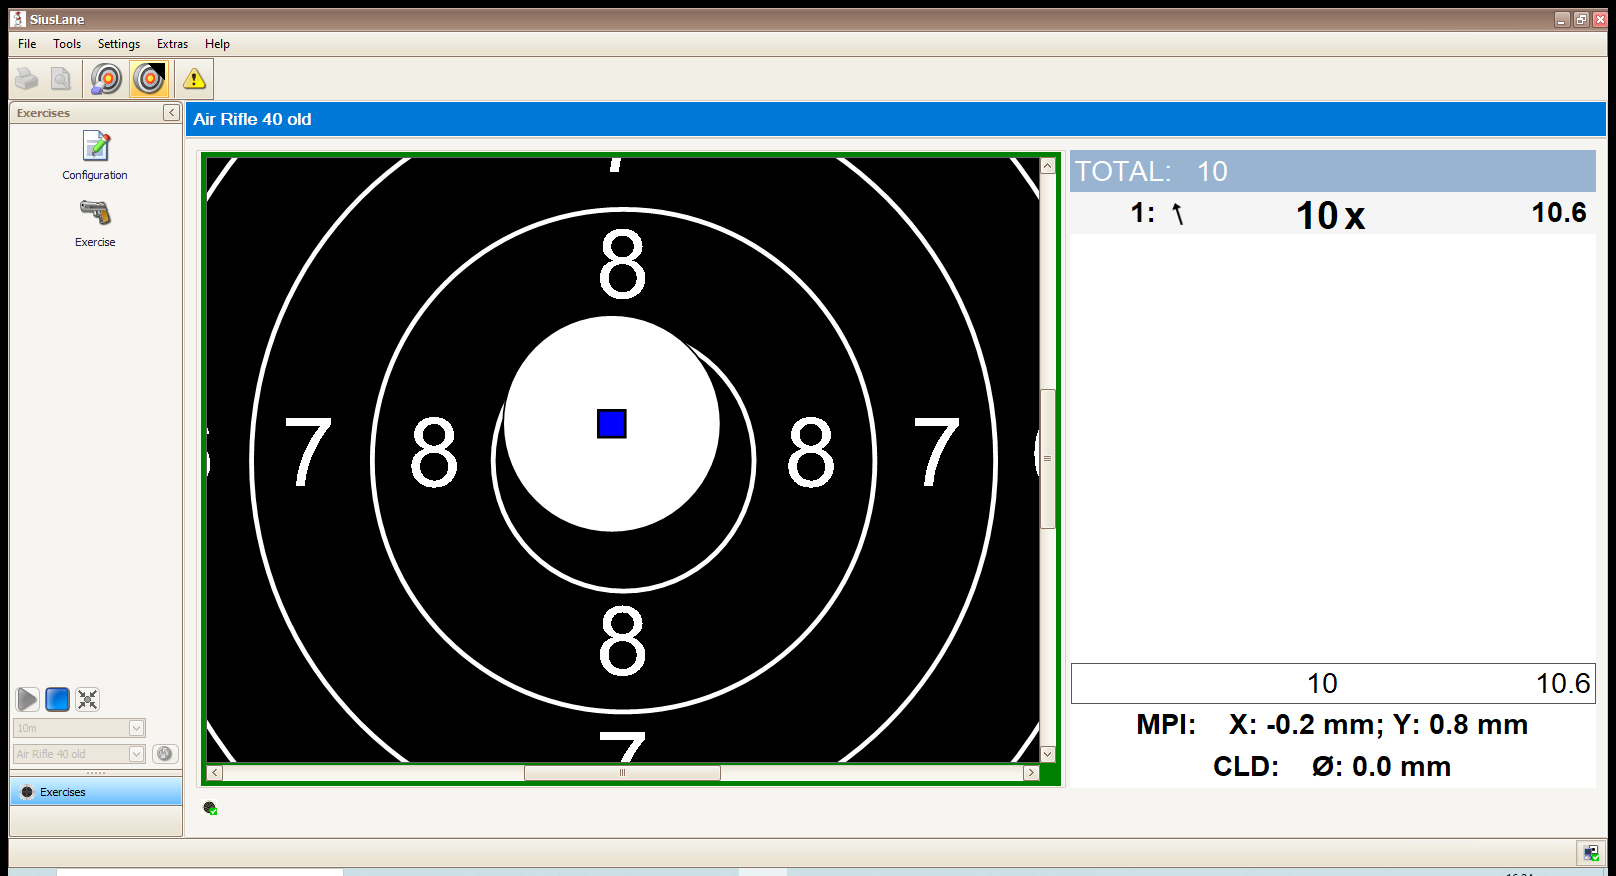 SiusLane
File Tools Settings Extras Help
Exercises
Air Rifle 40 old
Configuration
Exercise
8
7 8 8 7
8
7
TOTAL: 10
1: 10 x 10.6
10 10.6
MPI: X: -0.2 mm; Y: 0.8 mm
CLD: Ø: 0.0 mm
10m
Air Rifle 40 old
Exercises